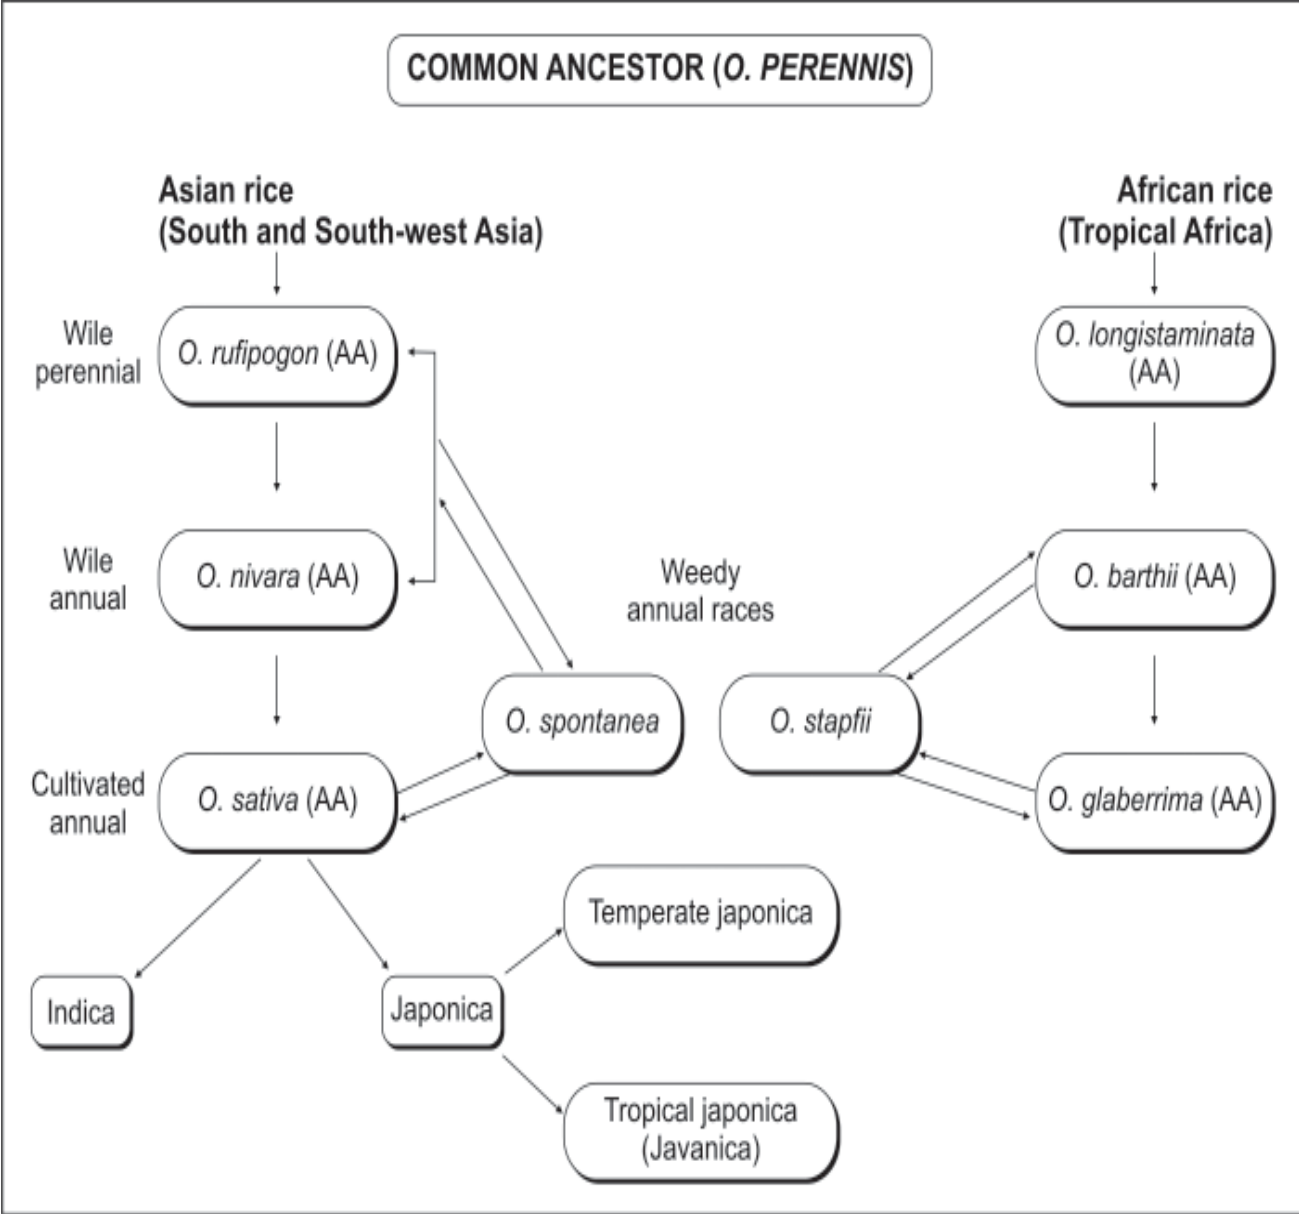 COMMON ANCESTOR (O. PERENNIS)
Asian rice
(South and South-west Asia)
African rice
(Tropical Africa)
Wile
perennial
O. rufipogon (AA)
O. longistaminata
(AA)
Wile
annual
O. nivara (AA)
Weedy
annual races
O. barthii (AA)
O. spontanea
O. stapfii
Cultivated
annual
O. sativa (AA)
O. glaberrima (AA)
Temperate japonica
Indica
Japonica
Tropical japonica
(Javanica)